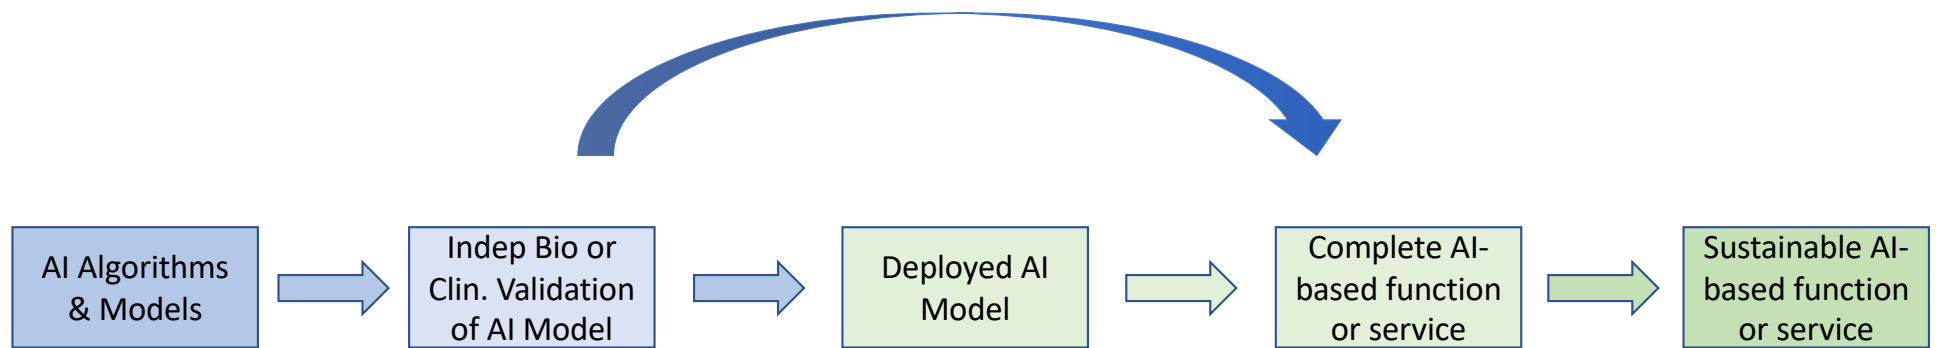 AI Algorithms
& Models
Indep Bio or
Clin. Validation
of AI Model
Deployed AI
Model
Complete AI-
based function
or service
Sustainable AI-
based function
or service